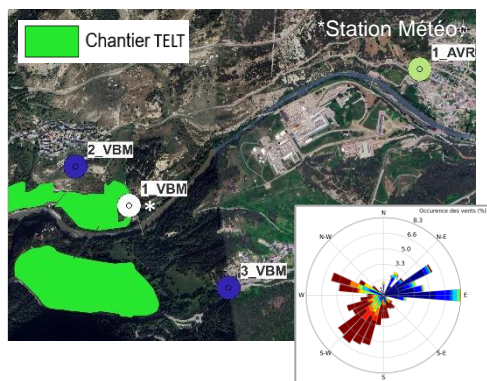 Chantier TELT
*Station Météo
1_AVR
2_VBM
1_VBM
*
3_VBM
Occurence des vents (%)
N
8.3
6.6
N-W
N-E
5.0
3.3
W
E
S-W
S-E
S